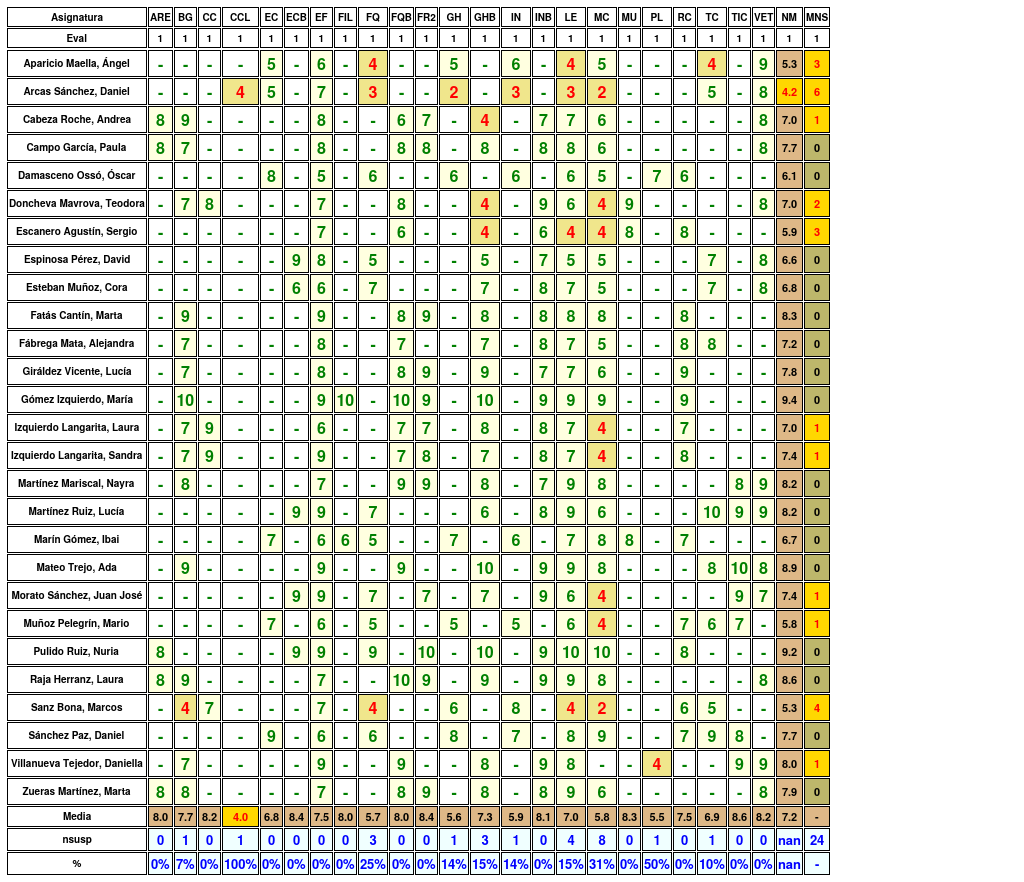 Asignatura ARE BG CC CCL EC ECB EF FIL FQ FQB FR2 GH GHB IN INB LE MC MU PL RC TC TIC VET NM MNS
Eval 1 1 1 1 1 1 1 1 1 1 1 1 1 1 1 1 1 1 1 1 1 1 1 1 1
Aparicio Maella, Ángel - - - - 5 - 6 - 4 - - 5 - 6 - 4 5 - - - 4 - 9 5.3 3
Arcas Sánchez, Daniel - - - 4 5 - 7 - 3 - - 2 - 3 - 3 2 - - - 5 - 8 4.2 6
Cabeza Roche, Andrea 8 9 - - - - 8 - - 6 7 - 4 - 7 7 6 - - - - - 8 7.0 1
Campo García, Paula 8 7 - - - - 8 - - 8 8 - 8 - 8 8 6 - - - - - 8 7.7 0
Damasceno Ossó, Óscar - - - - 8 - 5 - 6 - - 6 - 6 - 6 5 - 7 6 - - - 6.1 0
Doncheva Mavrova, Teodora - 7 8 - - - 7 - - 8 - - 4 - 9 6 4 9 - - - - 8 7.0 2
Escanero Agustín, Sergio - - - - - - 7 - - 6 - - 4 - 6 4 4 8 - 8 - - - 5.9 3
Espinosa Pérez, David - - - - - 9 8 - 5 - - - 5 - 7 5 5 - - - 7 - 8 6.6 0
Esteban Muñoz, Cora - - - - - 6 6 - 7 - - - 7 - 8 7 5 - - - 7 - 8 6.8 0
Fatás Cantín, Marta - 9 - - - - 9 - - 8 9 - 8 - 8 8 8 - - 8 - - - 8.3 0
Fábrega Mata, Alejandra - 7 - - - - 8 - - 7 - - 7 - 8 7 5 - - 8 8 - - 7.2 0
Giráldez Vicente, Lucía - 7 - - - - 8 - - 8 9 - 9 - 7 7 6 - - 9 - - - 7.8 0
Gómez Izquierdo, María - 10 - - - - 9 10 - 10 9 - 10 - 9 9 9 - - 9 - - - 9.4 0
Izquierdo Langarita, Laura - 7 9 - - - 6 - - 7 7 - 8 - 8 7 4 - - 7 - - - 7.0 1
Izquierdo Langarita, Sandra - 7 9 - - - 9 - - 7 8 - 7 - 8 7 4 - - 8 - - - 7.4 1
Martínez Mariscal, Nayra - 8 - - - - 7 - - 9 9 - 8 - 7 9 8 - - - - 8 9 8.2 0
Martínez Ruiz, Lucía - - - - - 9 9 - 7 - - - 6 - 8 9 6 - - - 10 9 9 8.2 0
Marín Gómez, Ibai - - - - 7 - 6 6 5 - - 7 - 6 - 7 8 8 - 7 - - - 6.7 0
Mateo Trejo, Ada - 9 - - - - 9 - - 9 - - 10 - 9 9 8 - - - 8 10 8 8.9 0
Morato Sánchez, Juan José - - - - - 9 9 - 7 - 7 - 7 - 9 6 4 - - - - 9 7 7.4 1
Muñoz Pelegrín, Mario - - - - 7 - 6 - 5 - - 5 - 5 - 6 4 - - 7 6 7 - 5.8 1
Pulido Ruiz, Nuria 8 - - - - 9 9 - 9 - 10 - 10 - 9 10 10 - - 8 - - - 9.2 0
Raja Herranz, Laura 8 9 - - - - 7 - - 10 9 - 9 - 9 9 8 - - - - - 8 8.6 0
Sanz Bona, Marcos - 4 7 - - - 7 - 4 - - 6 - 8 - 4 2 - - 6 5 - - 5.3 4
Sánchez Paz, Daniel - - - - 9 - 6 - 6 - - 8 - 7 - 8 9 - - 7 9 8 - 7.7 0
Villanueva Tejedor, Daniella - 7 - - - - 9 - - 9 - - 8 - 9 8 - - 4 - - 9 9 8.0 1
Zueras Martínez, Marta 8 8 - - - - 7 - - 8 9 - 8 - 8 9 6 - - - - - 8 7.9 0
Media 8.0 7.7 8.2 4.0 6.8 8.4 7.5 8.0 5.7 8.0 8.4 5.6 7.3 5.9 8.1 7.0 5.8 8.3 5.5 7.5 6.9 8.6 8.2 7.2 -
nsusp 0 1 0 1 0 0 0 0 3 0 0 1 3 1 0 4 8 0 1 0 1 0 0 nan 24
% 0% 7% 0% 100% 0% 0% 0% 0% 25% 0% 0% 14% 15% 14% 0% 15% 31% 0% 50% 0% 10% 0% 0% nan -